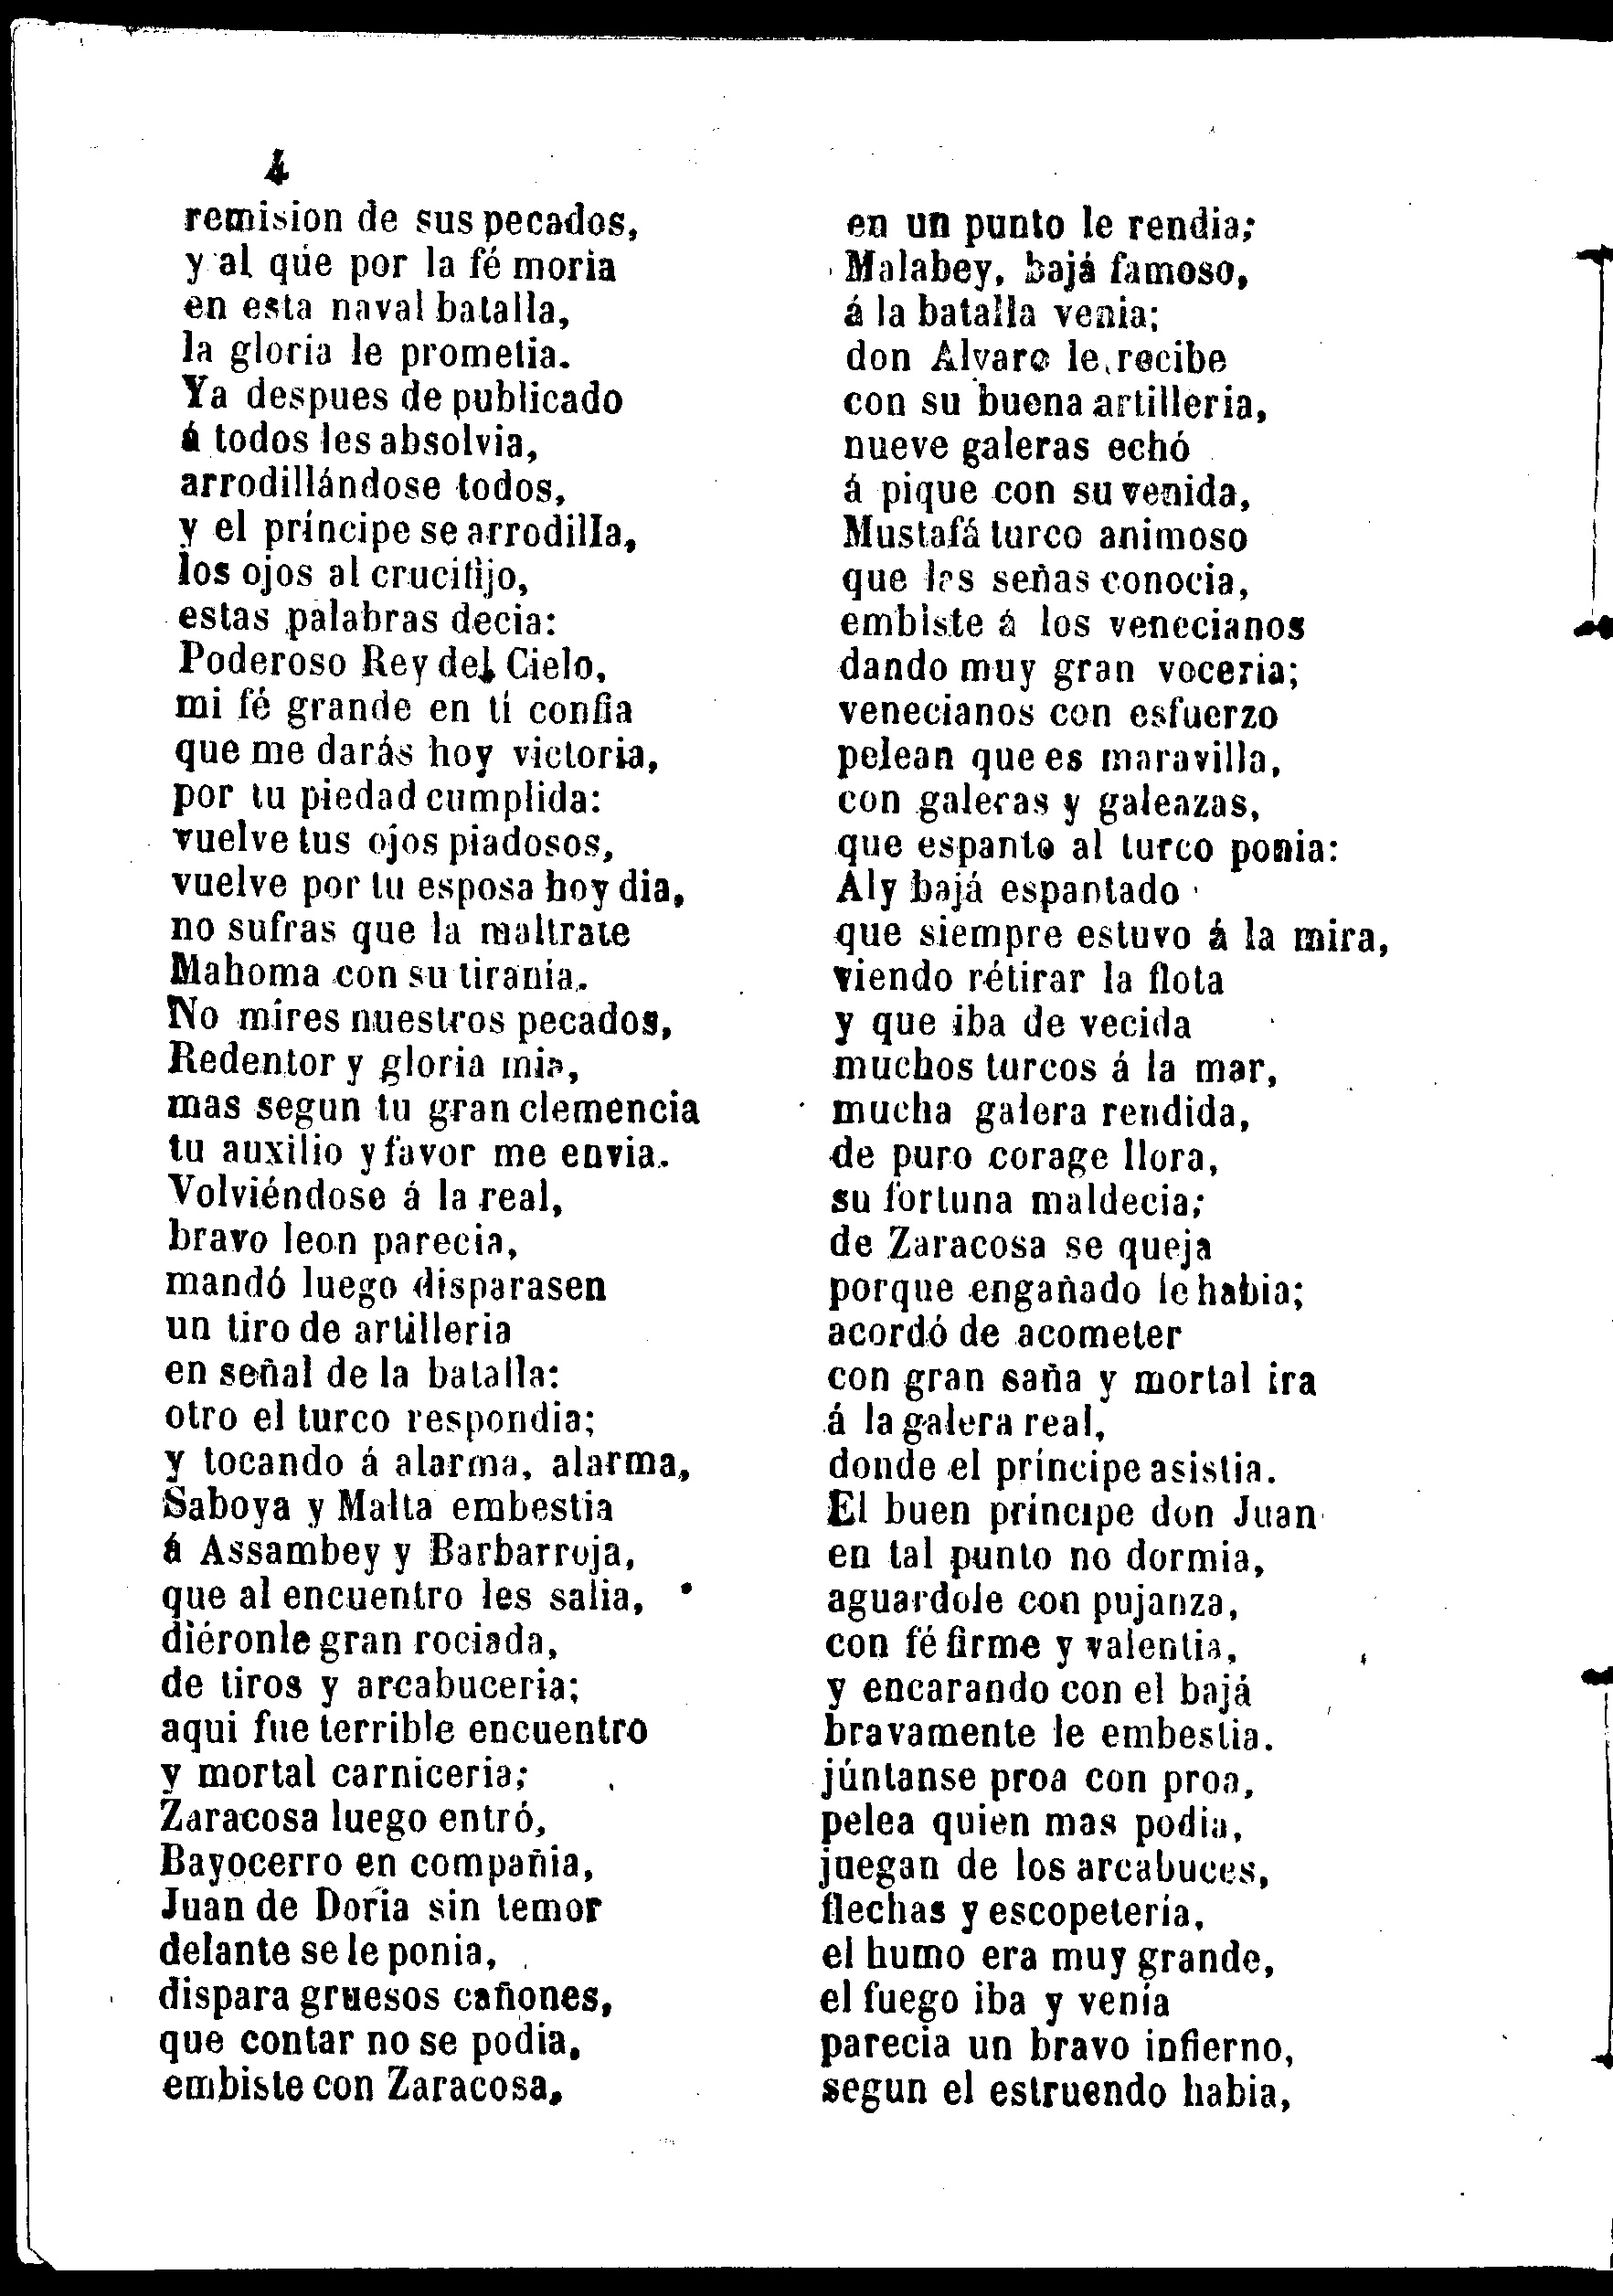 4
remision de sus pecados,
y al que por la fé moria
en esta naval batalla,
la gloria le prometia.
Ya despues de publicado
á todos les absolvia,
arrodillándose todos,
y el príncipe se arrodilla,
los ojos al crucifijo,
estas palabras decia:
Poderoso Rey del Cielo,
mi fé grande en tí confia
que me darás hoy victoria,
por tu piedad cumplida:
vuelve tus ojos piadosos,
vuelve por tu esposa hoy dia,
no sufras que la maltrate
Mahoma con su tiranía.
No mires nuestros pecados,
Redentor y gloria mia,
mas segun tu gran clemencia
tu auxilio y favor me envia.
Volviéndose á la real,
bravo leon parecia,
mandó luego disparasen
un tiro de artilleria
en señal de la batalla:
otro el turco respondia;
y tocando á alarma, alarma,
Saboya y Malta embestia
á Assambey y Barbarroja,
que al encuentro les salia,
diéronle gran rociada,
de tiros y arcabuceria;
aqui fue terrible encuentro
y mortal carniceria;
Zaracosa luego entró,
Bayocerro en compañia,
Juan de Doria sin temor
delante se le ponia,
dispara gruesos cañones,
que contar no se podia,
embiste con Zaracosa,
en un punto le rendia;
Malabey, bajá famoso,
á la batalla venia;
don Alvaro le recibe
con su buena artilleria,
nueve galeras echó
á pique con su venida,
Mustafá turco animoso
que las señas conocia,
embiste á los venecianos
dando muy gran voceria;
venecianos con esfuerzo
pelean que es maravilla,
con galeras y galeazas,
que espanto al turco ponia:
Aly bajá espantado
que siempre estuvo á la mira,
viendo rétirar la flota
y que iba de vecida
muchos turcos á la mar,
mucha galera rendida,
de puro corage llora,
su fortuna maldecia;
de Zaracosa se queja
porque engañado le habia;
acordó de acometer
con gran saña y mortal ira
á la galera real,
donde el príncipe asistia.
El buen príncipe don Juan
en tal punto no dormia,
aguardole con pujanza,
con fé firme y valentia,
y encarando con el bajá
bravamente le embestia.
júntanse proa con proa,
pelea quien mas podia,
juegan de los arcabuces,
flechas y escopetería,
el humo era muy grande,
el fuego iba y venía
parecia un bravo infierno,
segun el estruendo habia,